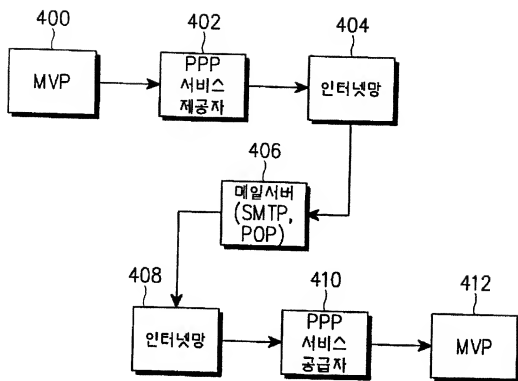 400
MVP
402
PPP
서비스
제공자
404
인터넷망
406
메일서버
(SMTP,
POP)
408
인터넷망
410
PPP
서비스
공급자
412
MVP